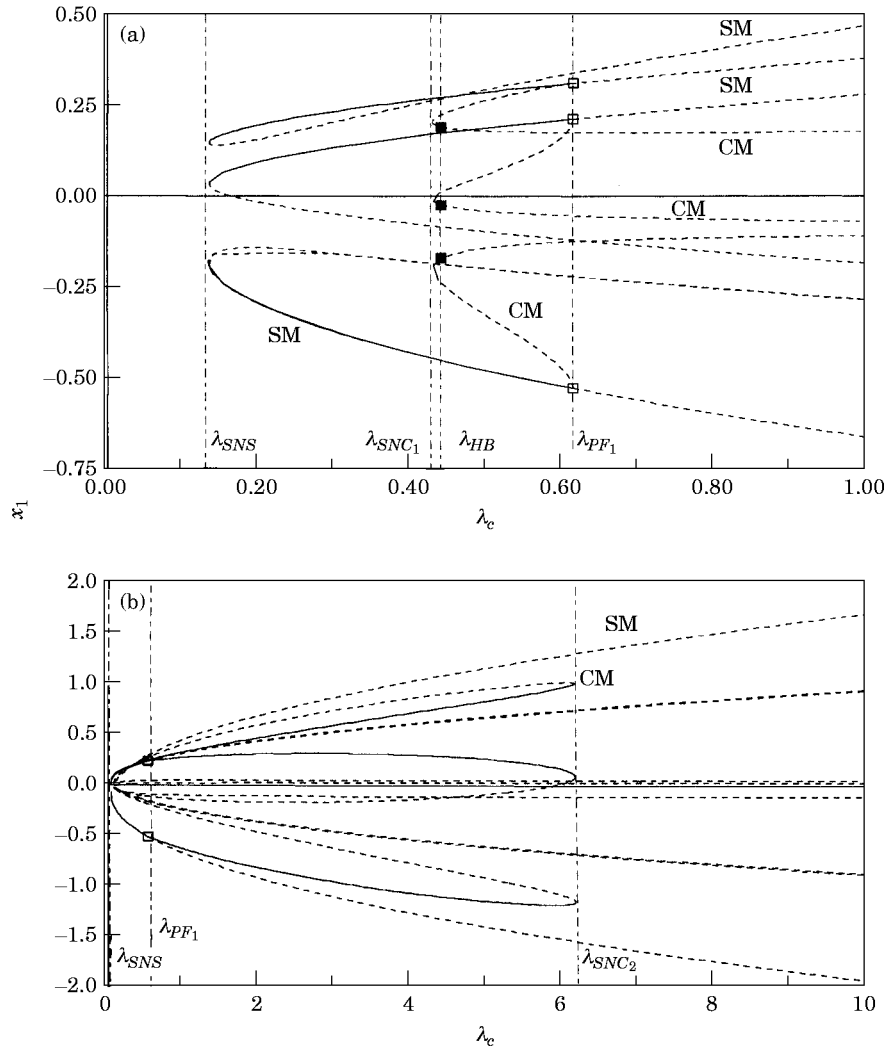 (a)
SM
0.50
SM
0.25
CM
0.00
CM
−0.25
CM
SM
−0.50
λSNS
λSNC1
λHB
λPF1
−0.75
0.00
0.20
0.40
0.60
0.80
1.00
λc
x1
2.0
(b)
SM
1.5
CM
1.0
0.5
0.0
−0.5
−1.0
λPF1
−1.5
λSNS
λSNC2
−2.0
0
2
4
6
8
10
λc